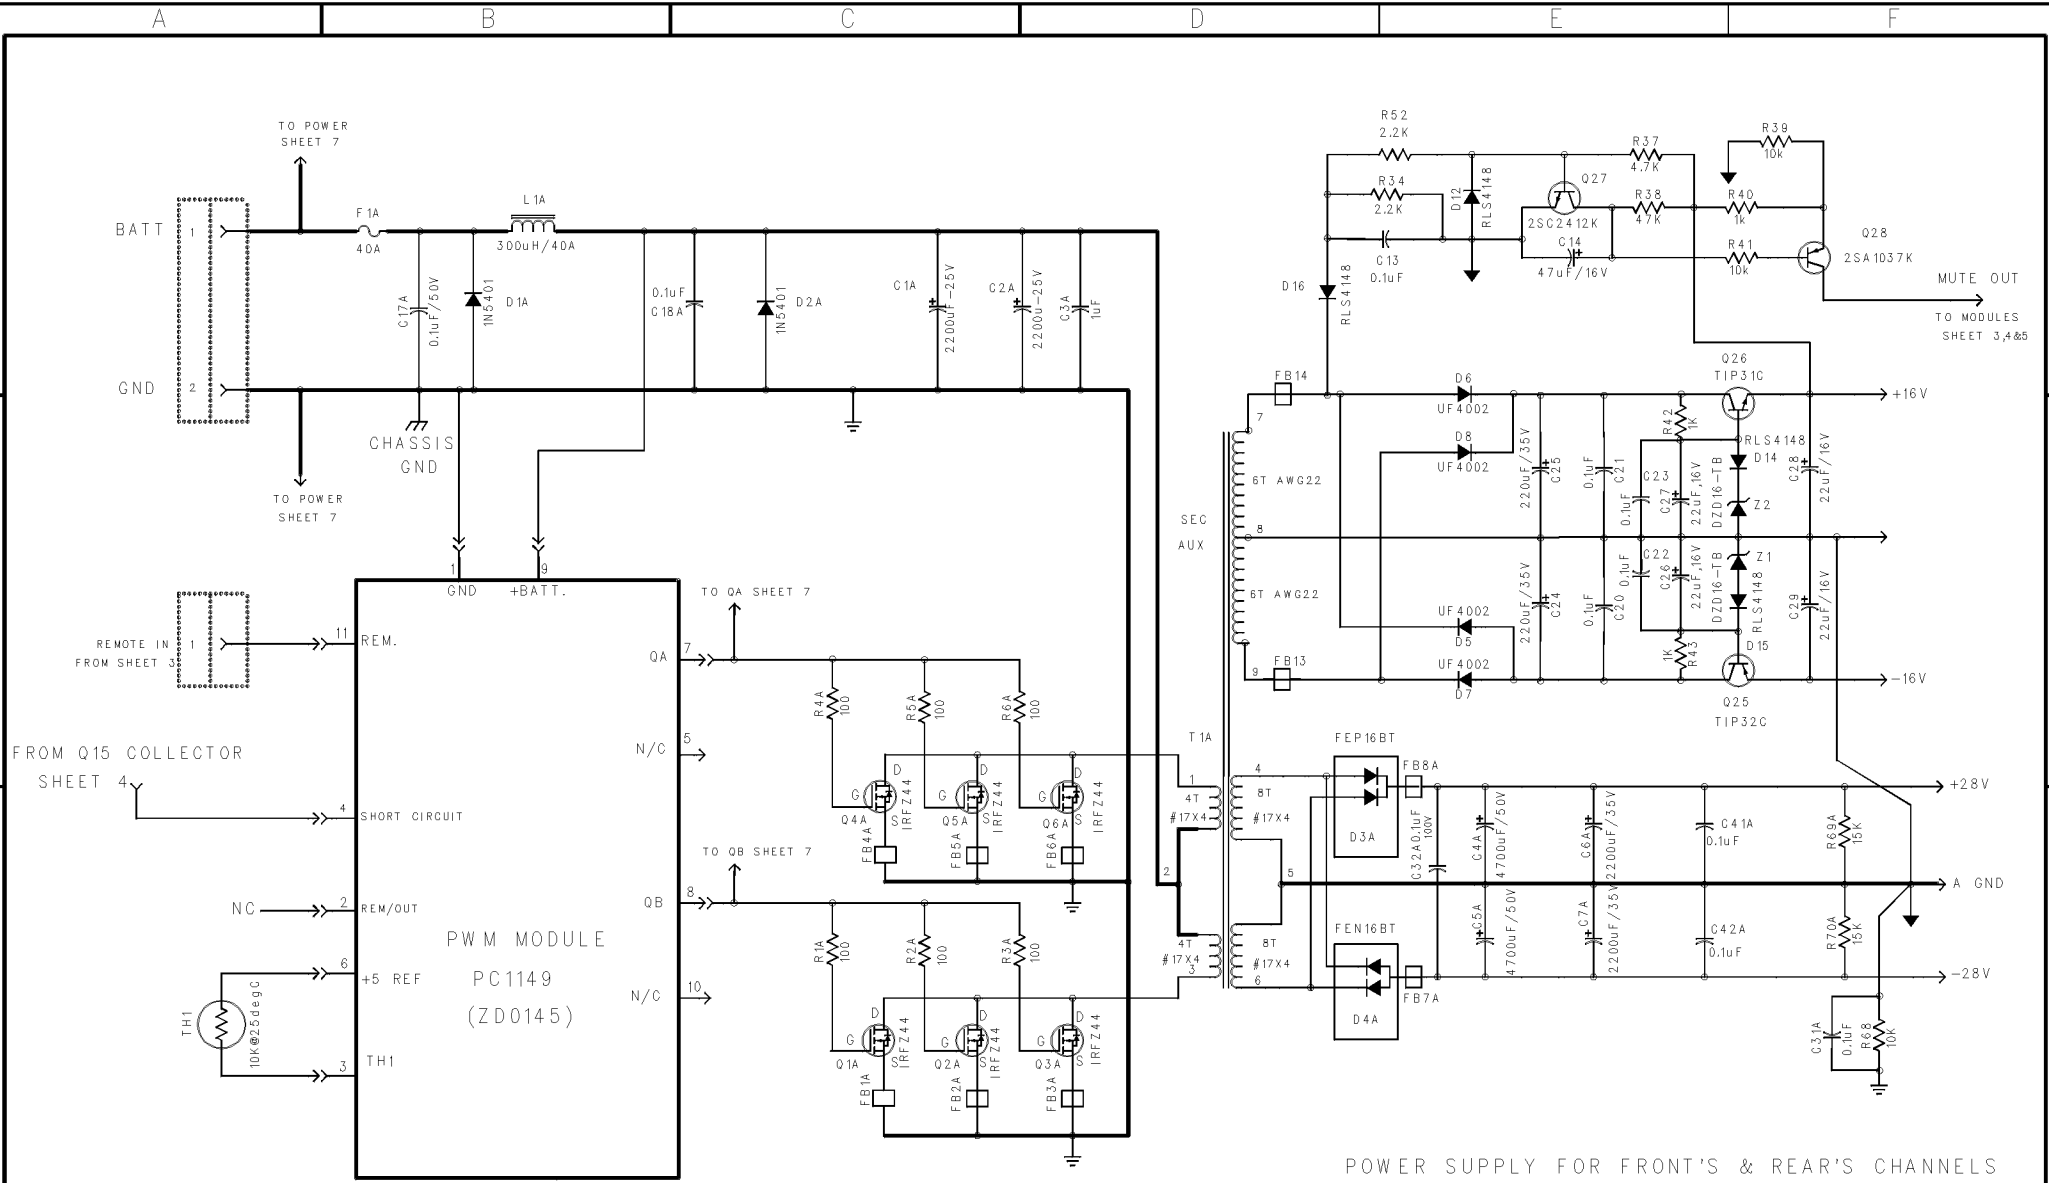 A B C D E F
TO POWER
SHEET 7
BATT 1
F1A
40A
L1A
300uH/40A
C17A
0.1uF/50V
1N5401
D1A
0.1uF
C18A
1N5401
D2A
C1A
2200uF-25V
C2A
2200u-25V
C3A
1uF
GND 2
CHASSIS
GND
TO POWER
SHEET 7
R52
2.2K
R34
2.2K
D12
RLS4148
C13
0.1uF
D16
RLS4148
Q27
2SC2412K
C14
47uF/16V
R37
4.7K
R38
47K
R39
10k
R40
1k
R41
10k
Q28
2SA1037K
MUTE OUT
TO MODULES
SHEET 3,4&5
REMOTE IN 1
FROM SHEET 3
FROM Q15 COLLECTOR
SHEET 4
NC
TH1
10K@25degC
1
GND
9
+BATT.
11 REM.
4 SHORT CIRCUIT
2 REM/OUT
6 +5 REF
3 TH1
PWM MODULE
PC1149
(ZD0145)
QA 7
N/C 5
QB 8
N/C 10
TO QA SHEET 7
R4A
100
R5A
100
R6A
100
D
G
S
Q4A
IRFZ44
FB4A
D
G
S
Q5A
IRFZ44
FB5A
D
G
S
Q6A
IRFZ44
FB6A
TO QB SHEET 7
R1A
100
R2A
100
R3A
100
D
G
S
Q1A
IRFZ44
FB1A
D
G
S
Q2A
IRFZ44
FB2A
D
G
S
Q3A
IRFZ44
FB3A
T1A
SEC
AUX
7
6T AWG22
8
6T AWG22
9
FB14
FB13
1
4T
#17X4
2
4T
#17X4
3
4
8T
#17X4
5
8T
#17X4
6
D6
UF4002
D8
UF4002
UF4002
D5
UF4002
D7
220uF/35V
C25
0.1uF
C21
0.1uF
C23
C27
22uF,16V
R42
1K
Q26
TIP31C
RLS4148
D14
DZD16-TB
Z2
C28
22uF/16V
+16V
220uF/35V
C24
0.1uF
C20
0.1uF
C22
C26
22uF,16V
1K
R43
Z1
DZD16-TB
RLS4148
D15
C29
22uF/16V
Q25
TIP32C
-16V
FEP16BT
D3A
FB8A
FEN16BT
D4A
FB7A
C32A
0.1uF
100V
C4A
4700uF/50V
C6A
2200uF/35V
C41A
0.1uF
R69A
15K
+28V
A GND
C5A
4700uF/50V
C7A
2200uF/35V
C42A
0.1uF
R70A
15K
-28V
C31A
0.1uF
R68
10K
POWER SUPPLY FOR FRONT'S & REAR'S CHANNELS